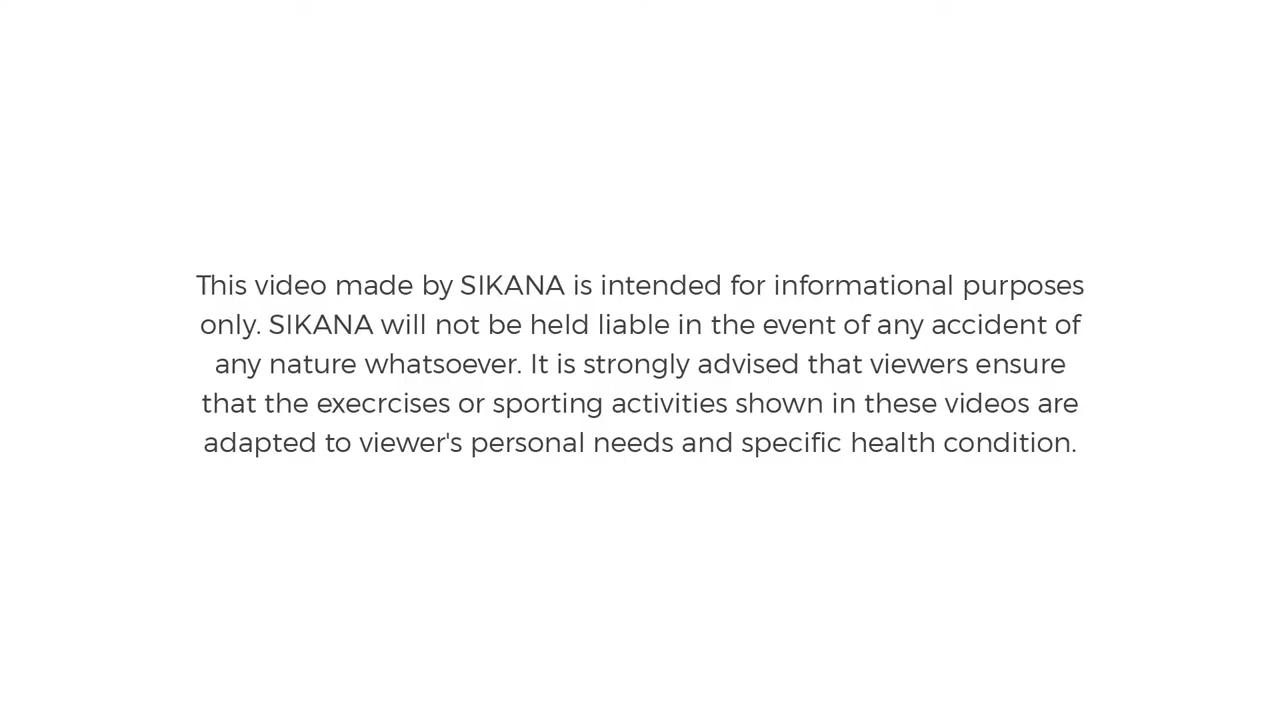 This video made by SIKANA is intended for informational purposes
only. SIKANA will not be held liable in the event of any accident of
any nature whatsoever. It is strongly advised that viewers ensure
that the execrcises or sporting activities shown in these videos are
adapted to viewer's personal needs and specific health condition.